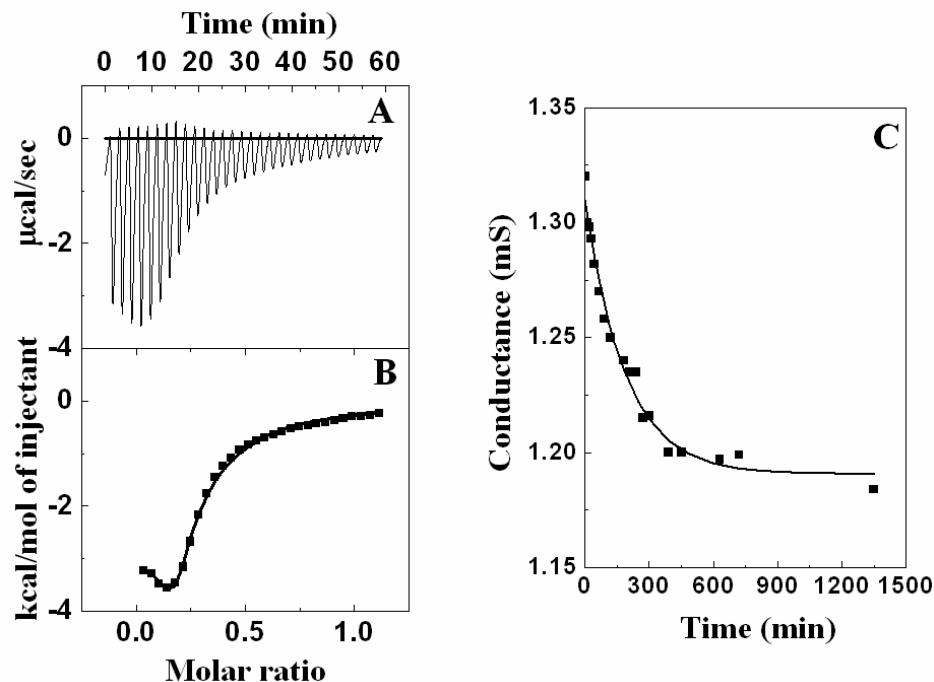 Time (min)
0 10 20 30 40 50 60
A
0
-2
-4
μcal/sec
B
0
-2
-4
kcal/mol of injectant
0.0 0.5 1.0
Molar ratio
C
1.35
1.30
1.25
1.20
1.15
Conductance (mS)
0 300 600 900 1200 1500
Time (min)